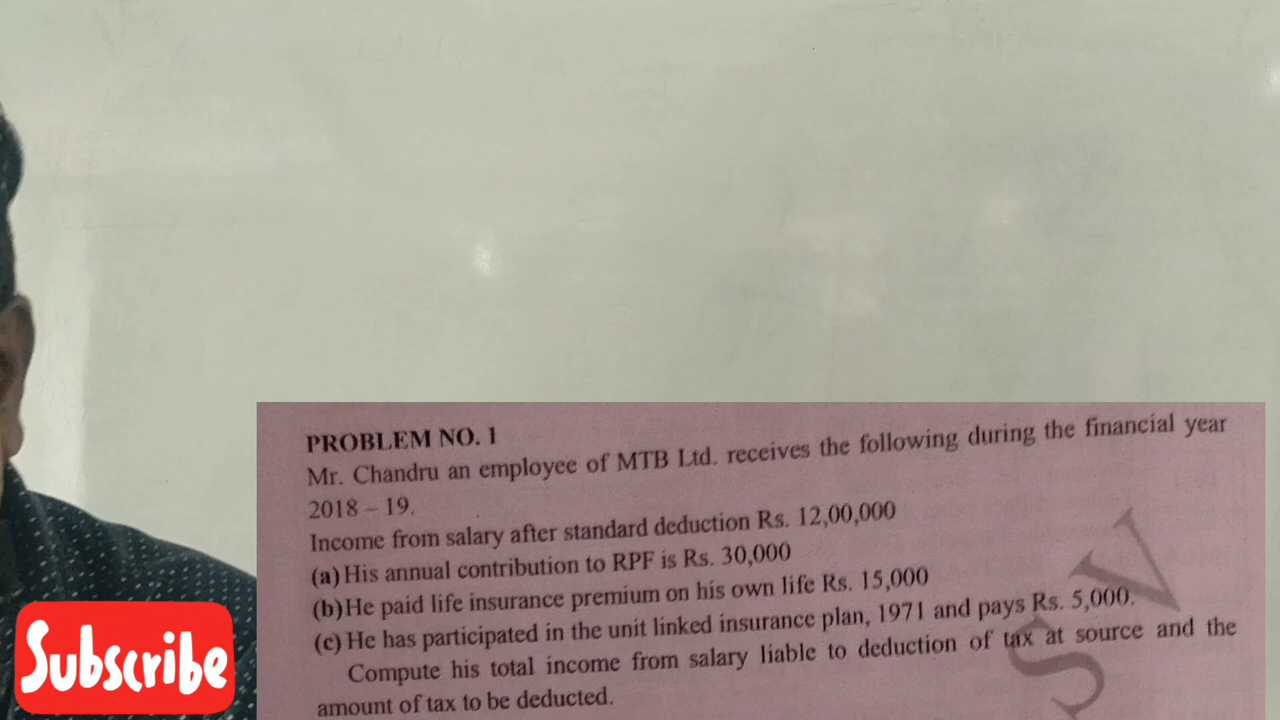 PROBLEM NO. 1
Mr. Chandru an employee of MTB Ltd. receives the following during the financial year
2018 – 19.
Income from salary after standard deduction Rs. 12,00,000
(a) His annual contribution to RPF is Rs. 30,000
(b) He paid life insurance premium on his own life Rs. 15,000
(c) He has participated in the unit linked insurance plan, 1971 and pays Rs. 5,000.
Compute his total income from salary liable to deduction of tax at source and the
amount of tax to be deducted.
SV
Subscribe